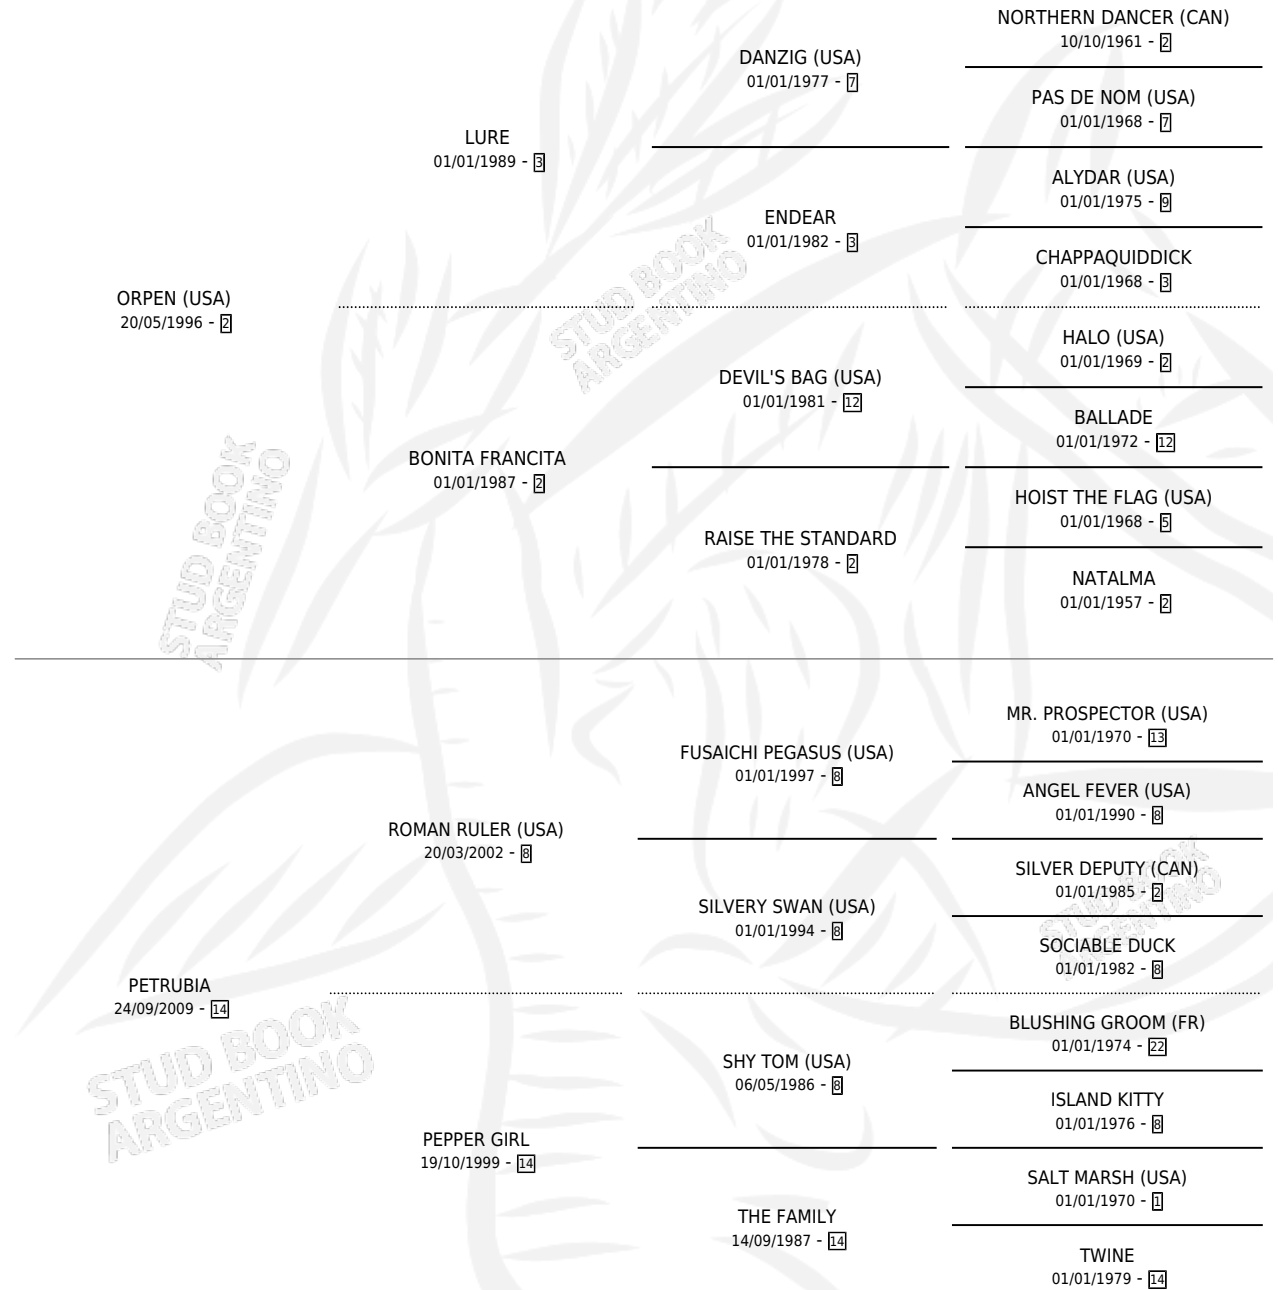 NORTHERN DANCER (CAN)
10/10/1961 - 2
DANZIG (USA)
01/01/1977 - 7
PAS DE NOM (USA)
01/01/1968 - 7
LURE
01/01/1989 - 3
ALYDAR (USA)
01/01/1975 - 9
ENDEAR
01/01/1982 - 3
CHAPPAQUIDDICK
01/01/1968 - 3
ORPEN (USA)
20/05/1996 - 2
STUD BOOK
ARGENTINO
HALO (USA)
01/01/1969 - 2
DEVIL'S BAG (USA)
01/01/1981 - 12
BALLADE
01/01/1972 - 12
BONITA FRANCITA
01/01/1987 - 2
HOIST THE FLAG (USA)
01/01/1968 - 5
RAISE THE STANDARD
01/01/1978 - 2
NATALMA
01/01/1957 - 2
STUD BOOK
ARGENTINO
MR. PROSPECTOR (USA)
01/01/1970 - 13
FUSAICHI PEGASUS (USA)
01/01/1997 - 8
ANGEL FEVER (USA)
01/01/1990 - 8
ROMAN RULER (USA)
20/03/2002 - 8
SILVER DEPUTY (CAN)
01/01/1985 - 2
SILVERY SWAN (USA)
01/01/1994 - 8
STUD BOOK
ARGENTINO
SOCIABLE DUCK
01/01/1982 - 8
PETRUBIA
24/09/2009 - 14
STUD BOOK
ARGENTINO
BLUSHING GROOM (FR)
01/01/1974 - 22
SHY TOM (USA)
06/05/1986 - 8
ISLAND KITTY
01/01/1976 - 8
PEPPER GIRL
19/10/1999 - 14
SALT MARSH (USA)
01/01/1970 - 1
THE FAMILY
14/09/1987 - 14
TWINE
01/01/1979 - 14